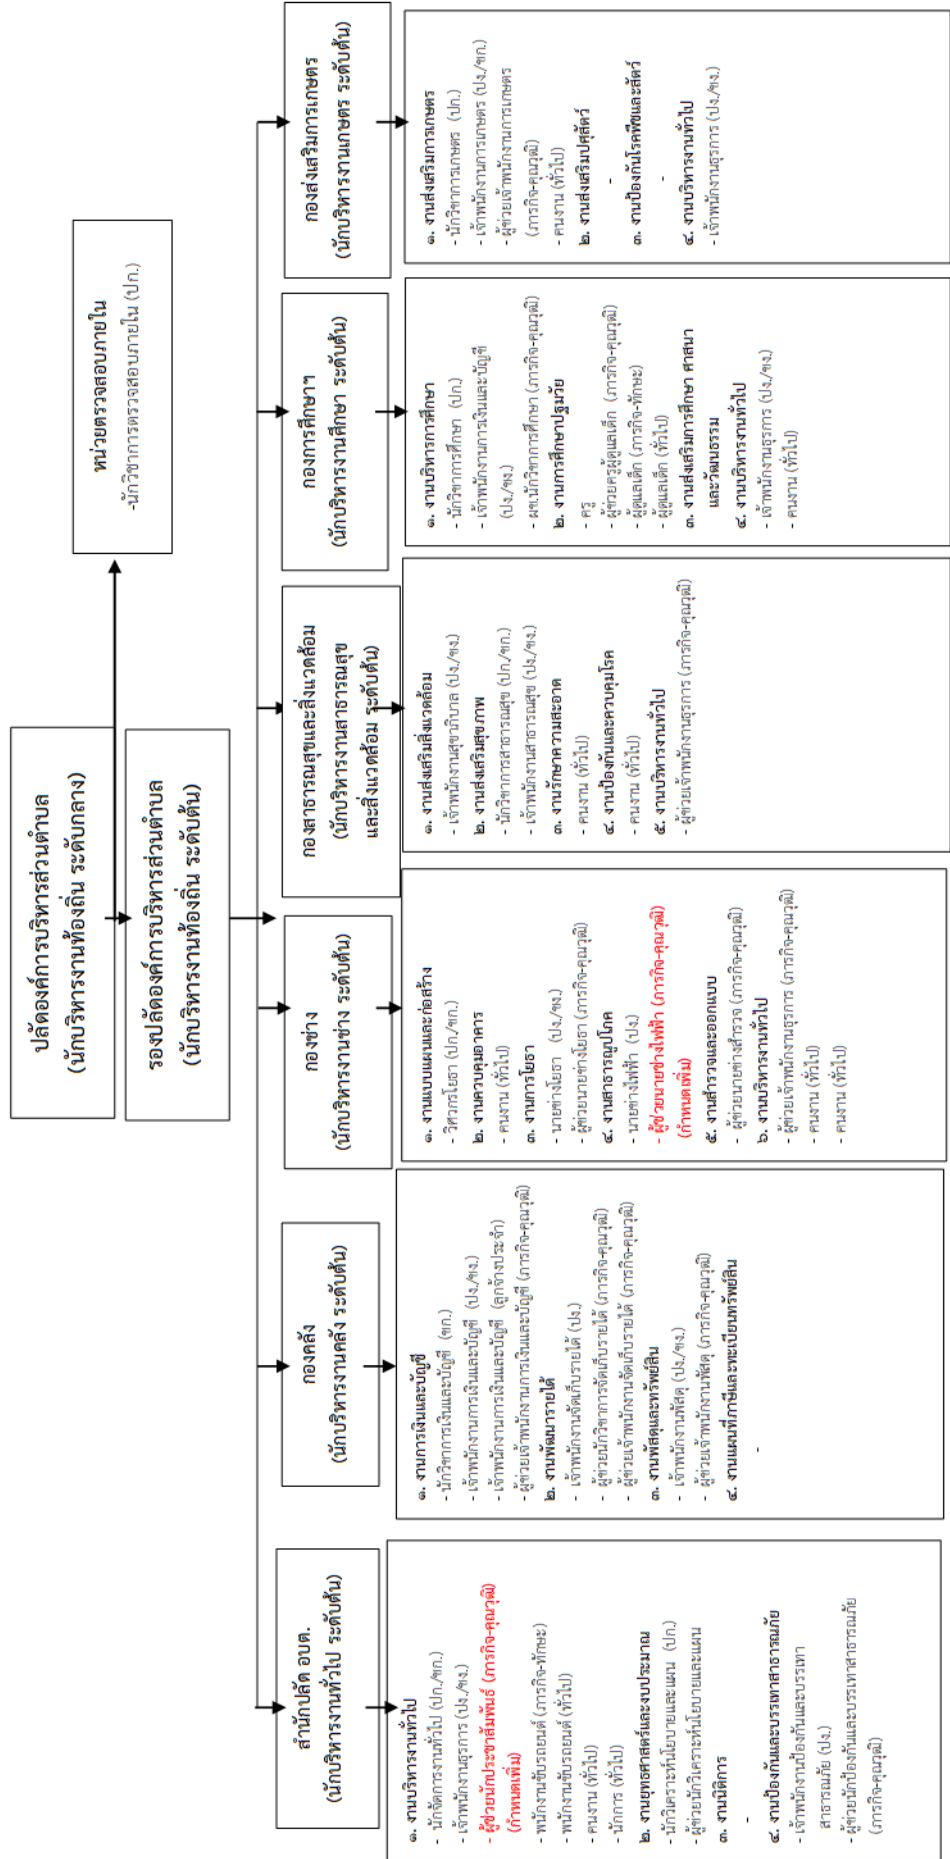 ปลัดองค์การบริหารส่วนตำบล
(นักบริหารงานท้องถิ่น ระดับกลาง)
หน่วยตรวจสอบภายใน
-นักวิชาการตรวจสอบภายใน (ปก.)
รองปลัดองค์การบริหารส่วนตำบล
(นักบริหารงานท้องถิ่น ระดับต้น)
สำนักปลัด อบต.
(นักบริหารงานทั่วไป ระดับต้น)
๑. งานบริหารงานทั่วไป
- นักจัดการงานทั่วไป (ปก./ชก.)
- เจ้าพนักงานธุรการ (ปง./ชง.)
- ผู้ช่วยนักประชาสัมพันธ์ (ภารกิจ-คุณวุฒิ)
(กำหนดเพิ่ม)
- พนักงานขับรถยนต์ (ภารกิจ-ทักษะ)
- พนักงานขับรถยนต์ (ทั่วไป)
- คนงาน (ทั่วไป)
- นักการ (ทั่วไป)
๒. งานยุทธศาสตร์และงบประมาณ
- นักวิเคราะห์นโยบายและแผน (ปก.)
- ผู้ช่วยนักวิเคราะห์นโยบายและแผน
๓. งานนิติการ
-
๔. งานป้องกันและบรรเทาสาธารณภัย
- เจ้าพนักงานป้องกันและบรรเทา
สาธารณภัย (ปง.)
- ผู้ช่วยนักป้องกันและบรรเทาสาธารณภัย
(ภารกิจ-คุณวุฒิ)
กองคลัง
(นักบริหารงานคลัง ระดับต้น)
๑. งานการเงินและบัญชี
- นักวิชาการเงินและบัญชี (ชก.)
- เจ้าพนักงานการเงินและบัญชี (ปง./ชง.)
- เจ้าพนักงานการเงินและบัญชี (ลูกจ้างประจำ)
- ผู้ช่วยเจ้าพนักงานการเงินและบัญชี (ภารกิจ-คุณวุฒิ)
๒. งานพัฒนารายได้
- เจ้าพนักงานจัดเก็บรายได้ (ปง.)
- ผู้ช่วยนักวิชาการจัดเก็บรายได้ (ภารกิจ-คุณวุฒิ)
- ผู้ช่วยเจ้าพนักงานจัดเก็บรายได้ (ภารกิจ-คุณวุฒิ)
๓. งานพัสดุและทรัพย์สิน
- เจ้าพนักงานพัสดุ (ปง./ชง.)
- ผู้ช่วยเจ้าพนักงานพัสดุ (ภารกิจ-คุณวุฒิ)
๔. งานแผนที่ภาษีและทะเบียนทรัพย์สิน
-
กองช่าง
(นักบริหารงานช่าง ระดับต้น)
๑. งานแบบแผนและก่อสร้าง
- วิศวกรโยธา (ปก./ชก.)
๒. งานควบคุมอาคาร
- คนงาน (ทั่วไป)
๓. งานการโยธา
- นายช่างโยธา (ปง./ชง.)
- ผู้ช่วยนายช่างโยธา (ภารกิจ-คุณวุฒิ)
๔. งานสาธารณูปโภค
- นายช่างไฟฟ้า (ปง.)
- ผู้ช่วยนายช่างไฟฟ้า (ภารกิจ-คุณวุฒิ)
(กำหนดเพิ่ม)
๕. งานสำรวจและออกแบบ
- ผู้ช่วยนายช่างสำรวจ (ภารกิจ-คุณวุฒิ)
๖. งานบริหารงานทั่วไป
- ผู้ช่วยเจ้าพนักงานธุรการ (ภารกิจ-คุณวุฒิ)
- คนงาน (ทั่วไป)
- คนงาน (ทั่วไป)
กองสาธารณสุขและสิ่งแวดล้อม
(นักบริหารงานสาธารณสุข
และสิ่งแวดล้อม ระดับต้น)
๑. งานส่งเสริมสิ่งแวดล้อม
- เจ้าพนักงานสุขาภิบาล (ปง./ชง.)
๒. งานส่งเสริมสุขภาพ
- นักวิชาการสาธารณสุข (ปก./ชก.)
- เจ้าพนักงานสาธารณสุข (ปง./ชง.)
๓. งานรักษาความสะอาด
- คนงาน (ทั่วไป)
๔. งานป้องกันและควบคุมโรค
- คนงาน (ทั่วไป)
๕. งานบริหารงานทั่วไป
- ผู้ช่วยเจ้าพนักงานธุรการ (ภารกิจ-คุณวุฒิ)
กองการศึกษาฯ
(นักบริหารงานศึกษา ระดับต้น)
๑. งานบริหารการศึกษา
- นักวิชาการศึกษา (ปก.)
- เจ้าพนักงานการเงินและบัญชี
(ปง./ชง.)
- ผช.นักวิชาการศึกษา (ภารกิจ-คุณวุฒิ)
๒. งานการศึกษาปฐมวัย
- ครู
- ผู้ช่วยครูผู้ดูแลเด็ก (ภารกิจ-คุณวุฒิ)
- ผู้ดูแลเด็ก (ภารกิจ-ทักษะ)
- ผู้ดูแลเด็ก (ทั่วไป)
๓. งานส่งเสริมการศึกษา ศาสนา
และวัฒนธรรม
๔. งานบริหารงานทั่วไป
- เจ้าพนักงานธุรการ (ปง./ชง.)
- คนงาน (ทั่วไป)
กองส่งเสริมการเกษตร
(นักบริหารงานเกษตร ระดับต้น)
๑. งานส่งเสริมการเกษตร
- นักวิชาการเกษตร (ปก.)
- เจ้าพนักงานการเกษตร (ปง./ชง.)
- ผู้ช่วยเจ้าพนักงานการเกษตร
(ภารกิจ-คุณวุฒิ)
- คนงาน (ทั่วไป)
๒. งานส่งเสริมปศุสัตว์
-
๓. งานป้องกันโรคพืชและสัตว์
-
๔. งานบริหารงานทั่วไป
- เจ้าพนักงานธุรการ (ปง./ชง.)